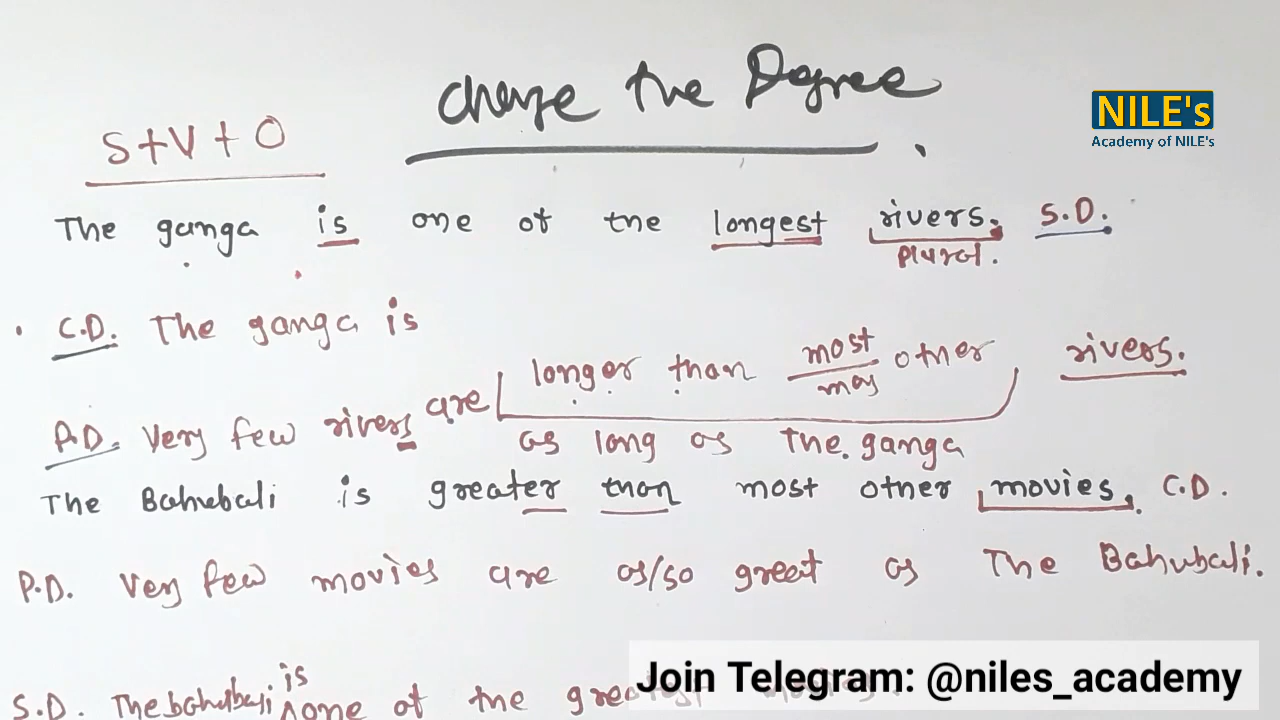 change the Degree.
NILE's
Academy of NILE's
S+V+O
The ganga is one of the longest rivers. S.D.
plural.
C.D. The ganga is longer than most other rivers.
many
P.D. Very few rivers are as long as the ganga
The Bahubali is greater than most other movies. C.D.
P.D. Very few movies are as/so great as The Bahubali.
S.D. The bahubali is one of the greatest
Join Telegram: @niles_academy